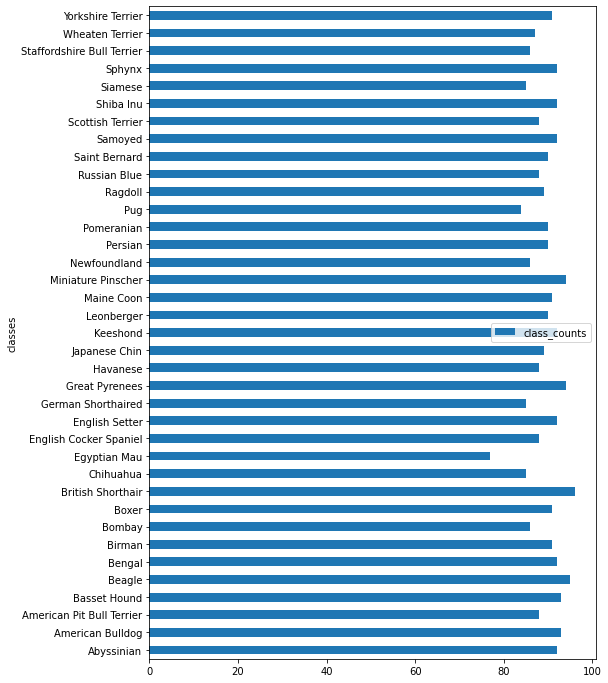 Yorkshire Terrier
Wheaten Terrier
Staffordshire Bull Terrier
Sphynx
Siamese
Shiba Inu
Scottish Terrier
Samoyed
Saint Bernard
Russian Blue
Ragdoll
Pug
Pomeranian
Persian
Newfoundland
Miniature Pinscher
Maine Coon
Leonberger
Keeshond
Japanese Chin
Havanese
Great Pyrenees
German Shorthaired
English Setter
English Cocker Spaniel
Egyptian Mau
Chihuahua
British Shorthair
Boxer
Bombay
Birman
Bengal
Beagle
Basset Hound
American Pit Bull Terrier
American Bulldog
Abyssinian
classes
class_counts
0 20 40 60 80 100